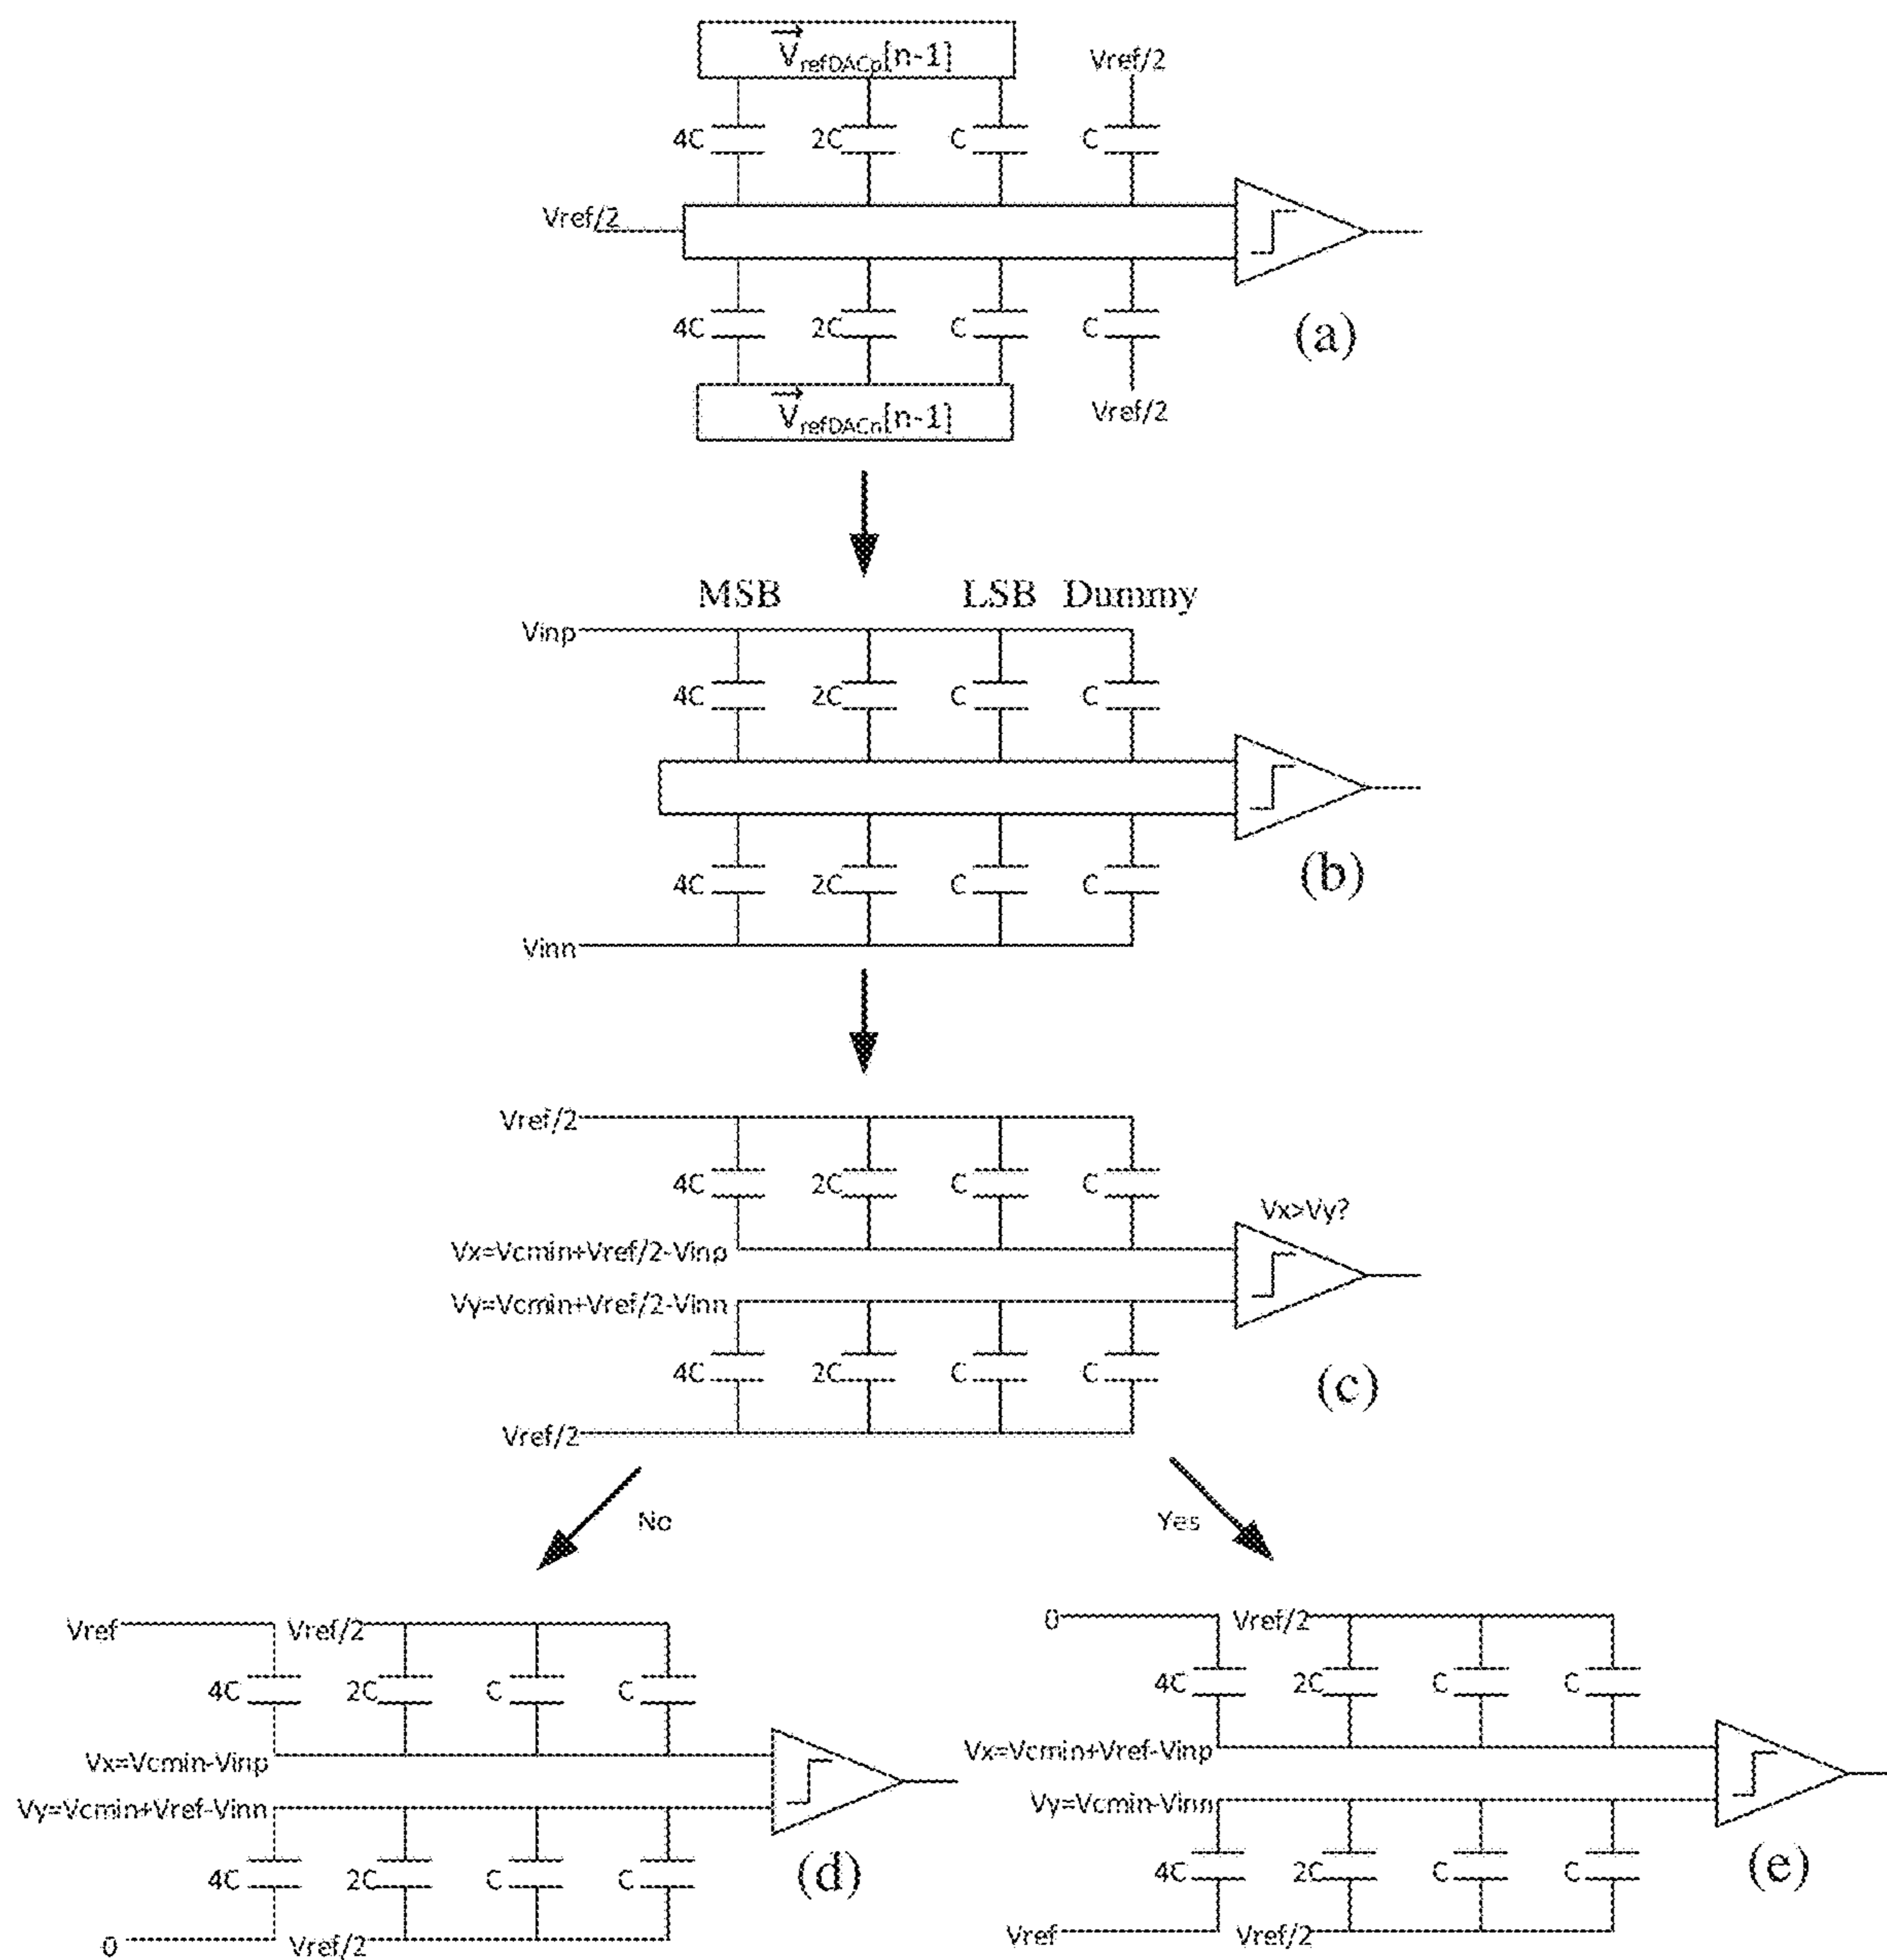 V⃗refDACp[n-1]
Vref/2
4C 2C C C
Vref/2
4C 2C C C
(a)
V⃗refDACn[n-1]
Vref/2
MSB LSB Dummy
Vinp
4C 2C C C
4C 2C C C
(b)
Vinn
Vref/2
4C 2C C C
Vx>Vy?
Vx=Vcmin+Vref/2-Vinp
Vy=Vcmin+Vref/2-Vinn
4C 2C C C
(c)
Vref/2
No
Yes
Vref Vref/2
4C 2C C C
Vx=Vcmin-Vinp
Vy=Vcmin+Vref-Vinn
4C 2C C C
(d)
0 Vref/2
0 Vref/2
4C 2C C C
Vx=Vcmin+Vref-Vinp
Vy=Vcmin-Vinn
4C 2C C C
(e)
Vref Vref/2